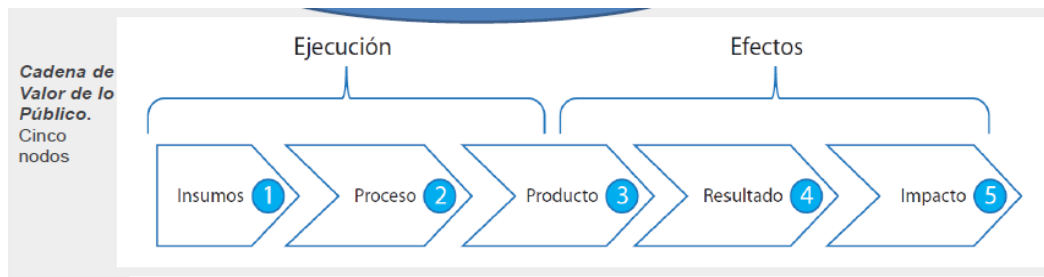 Ejecución
Efectos
Cadena de
Valor de lo
Público.
Cinco
nodos
Insumos 1
Proceso 2
Producto 3
Resultado 4
Impacto 5